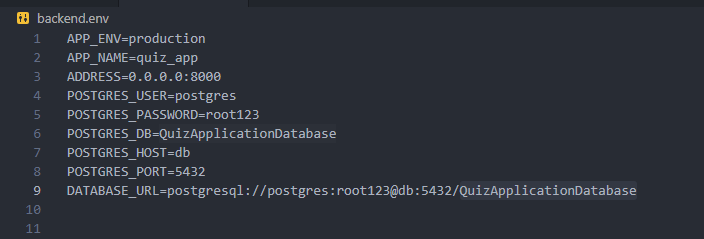 backend.env
1 APP_ENV=production
2 APP_NAME=quiz_app
3 ADDRESS=0.0.0.0:8000
4 POSTGRES_USER=postgres
5 POSTGRES_PASSWORD=root123
6 POSTGRES_DB=QuizApplicationDatabase
7 POSTGRES_HOST=db
8 POSTGRES_PORT=5432
9 DATABASE_URL=postgresql://postgres:root123@db:5432/QuizApplicationDatabase
10
11